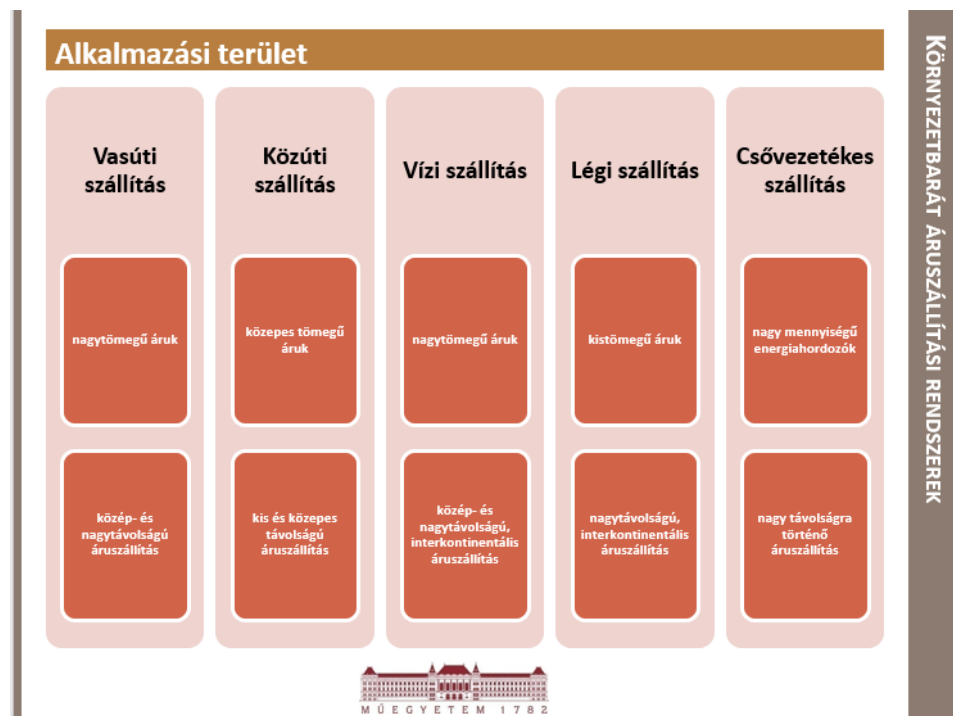 Alkalmazási terület
Vasúti
szállítás
nagytömegű áruk
közép- és
nagytávolságú
áruszállítás
Közúti
szállítás
közepes tömegű
áruk
kis és közepes
távolságú
áruszállítás
Vízi szállítás
nagytömegű áruk
közép- és
nagytávolságú,
interkontinentális
áruszállítás
Légi szállítás
kistömegű áruk
nagytávolságú,
interkontinentális
áruszállítás
Csővezetékes
szállítás
nagy mennyiségű
energiahordozók
nagy távolságra
történő
áruszállítás
KÖRNYEZETBARÁT ÁRUSZÁLLÍTÁSI RENDSZEREK
MŰEGYETEM 1782